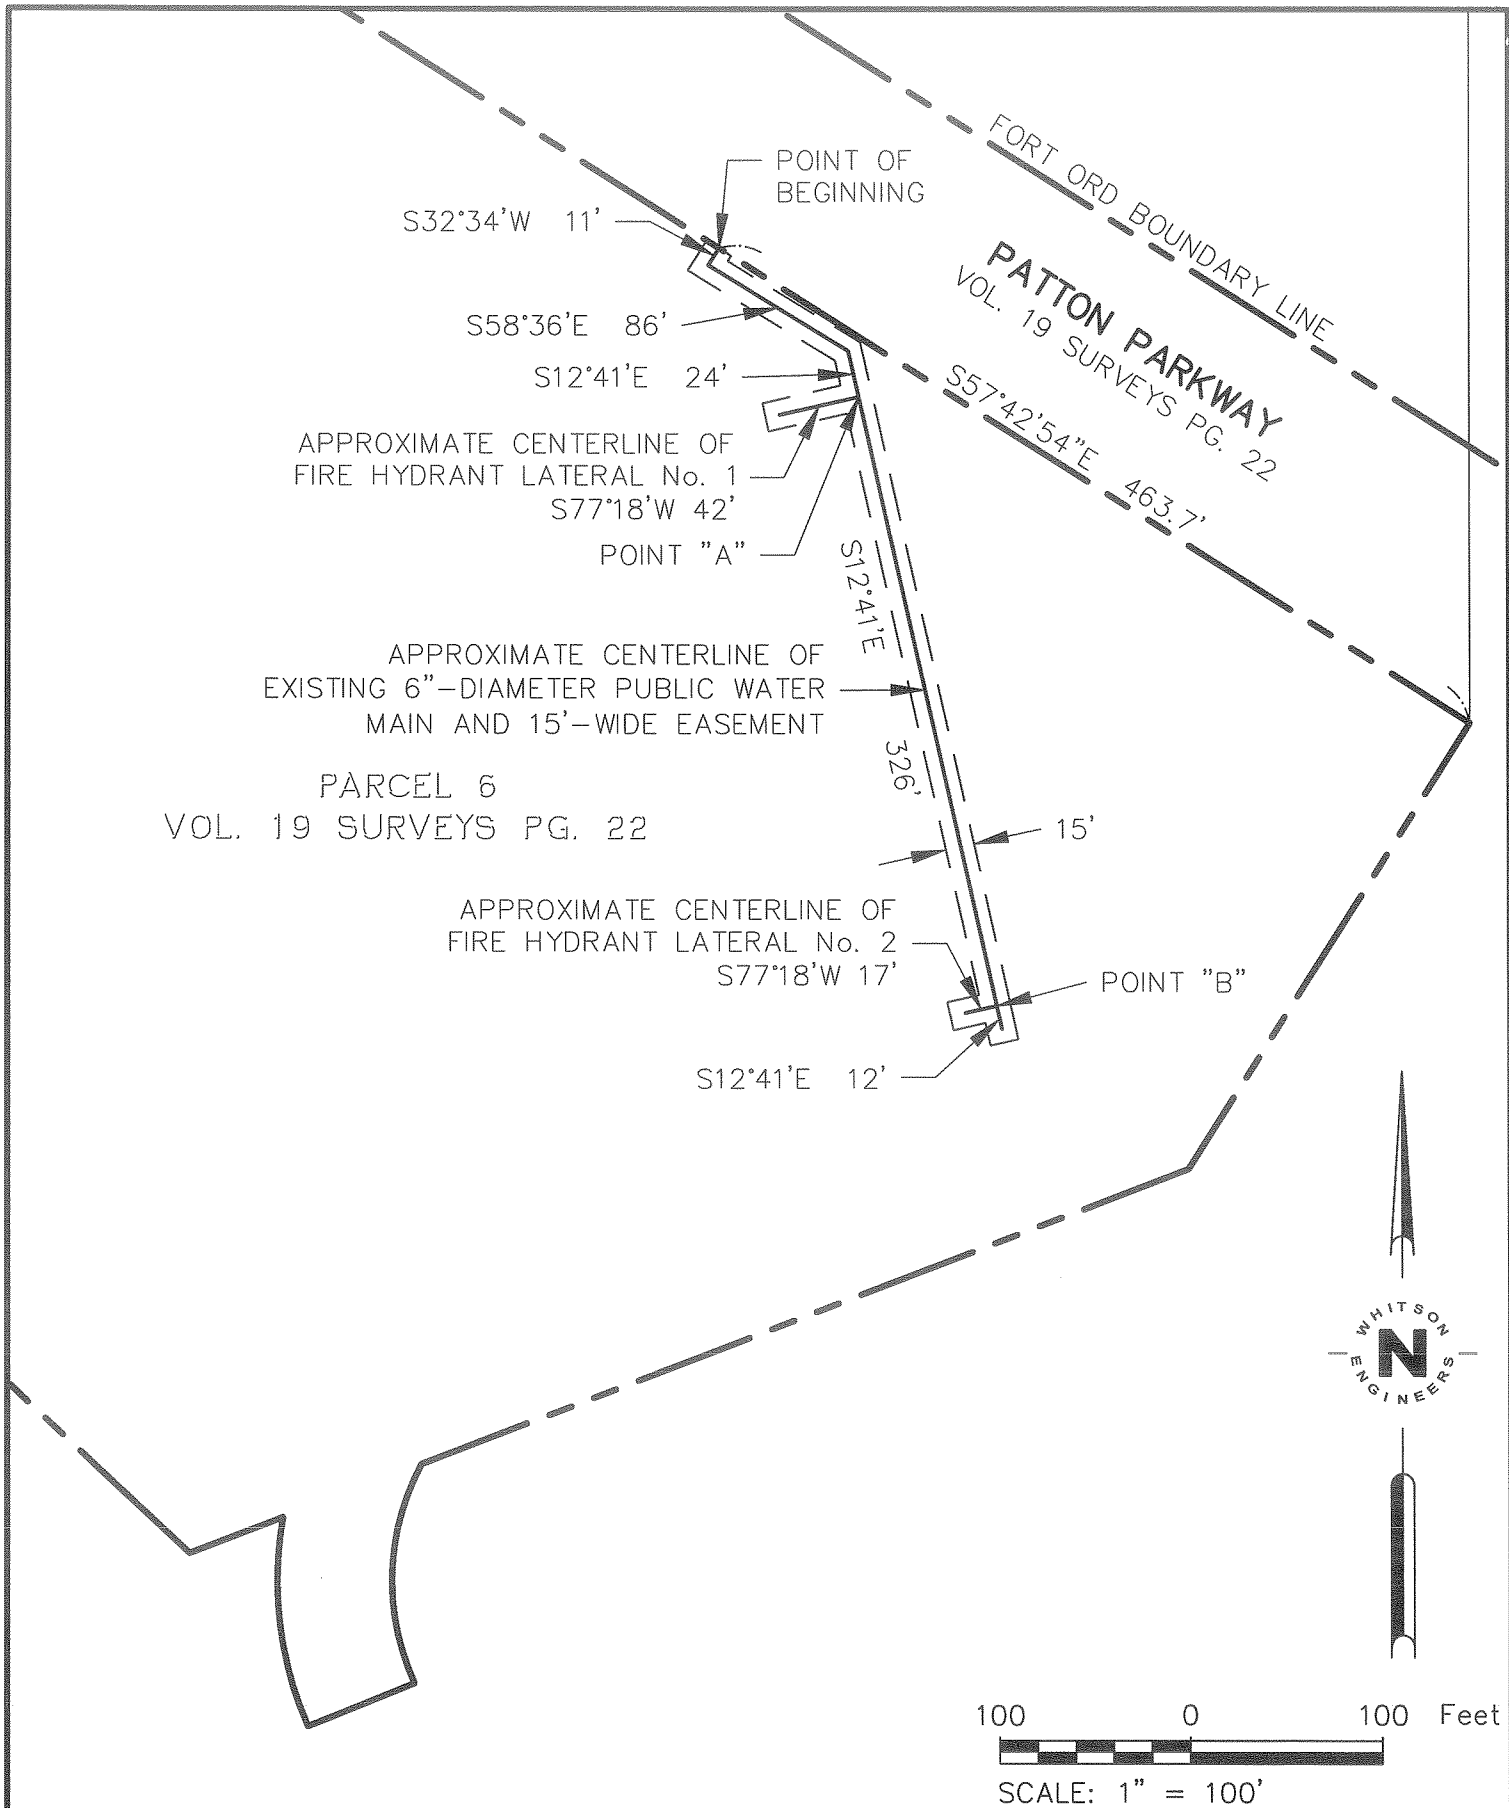 POINT OF
BEGINNING
FORT ORD BOUNDARY LINE
S32°34'W 11'
PATTON PARKWAY
VOL. 19 SURVEYS PG. 22
S58°36'E 86'
S12°41'E 24'
S57°42'54"E 463.7'
APPROXIMATE CENTERLINE OF
FIRE HYDRANT LATERAL No. 1
S77°18'W 42'
POINT "A"
S12°41'E
326'
APPROXIMATE CENTERLINE OF
EXISTING 6"-DIAMETER PUBLIC WATER
MAIN AND 15'-WIDE EASEMENT
PARCEL 6
VOL. 19 SURVEYS PG. 22
15'
APPROXIMATE CENTERLINE OF
FIRE HYDRANT LATERAL No. 2
S77°18'W 17'
POINT "B"
S12°41'E 12'
WHITSON
N
ENGINEERS
100 0 100 Feet
SCALE: 1" = 100'